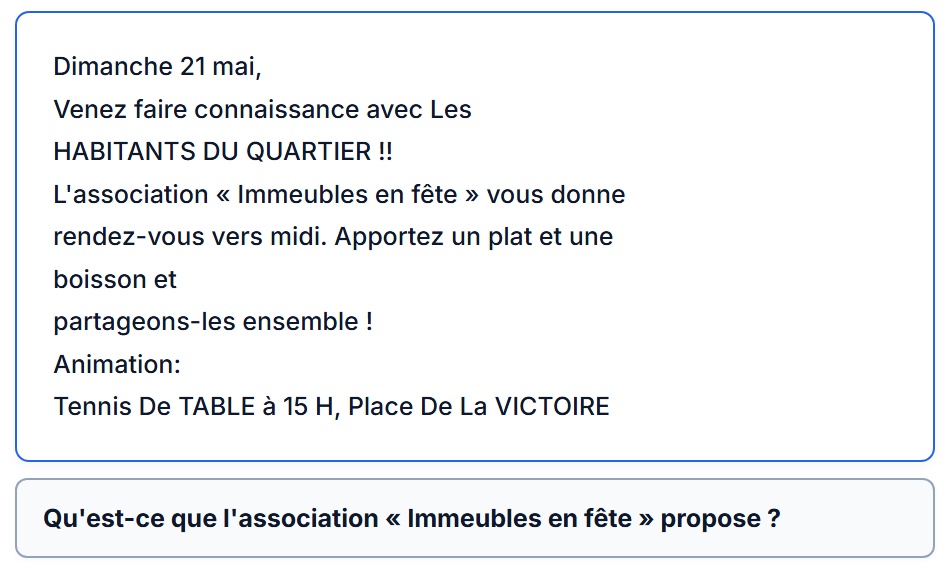 Dimanche 21 mai,
Venez faire connaissance avec Les
HABITANTS DU QUARTIER !!
L'association « Immeubles en fête » vous donne
rendez-vous vers midi. Apportez un plat et une
boisson et
partageons-les ensemble !
Animation:
Tennis De TABLE à 15 H, Place De La VICTOIRE
Qu'est-ce que l'association « Immeubles en fête » propose ?